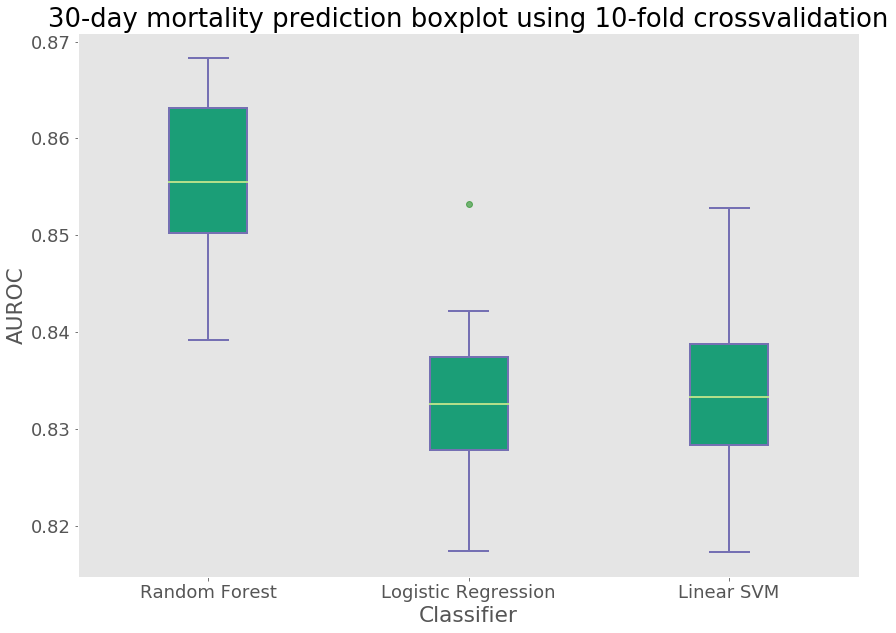 30-day mortality prediction boxplot using 10-fold crossvalidation
0.87
0.86
0.85
0.84
0.83
0.82
AUROC
Random Forest
Logistic Regression
Linear SVM
Classifier